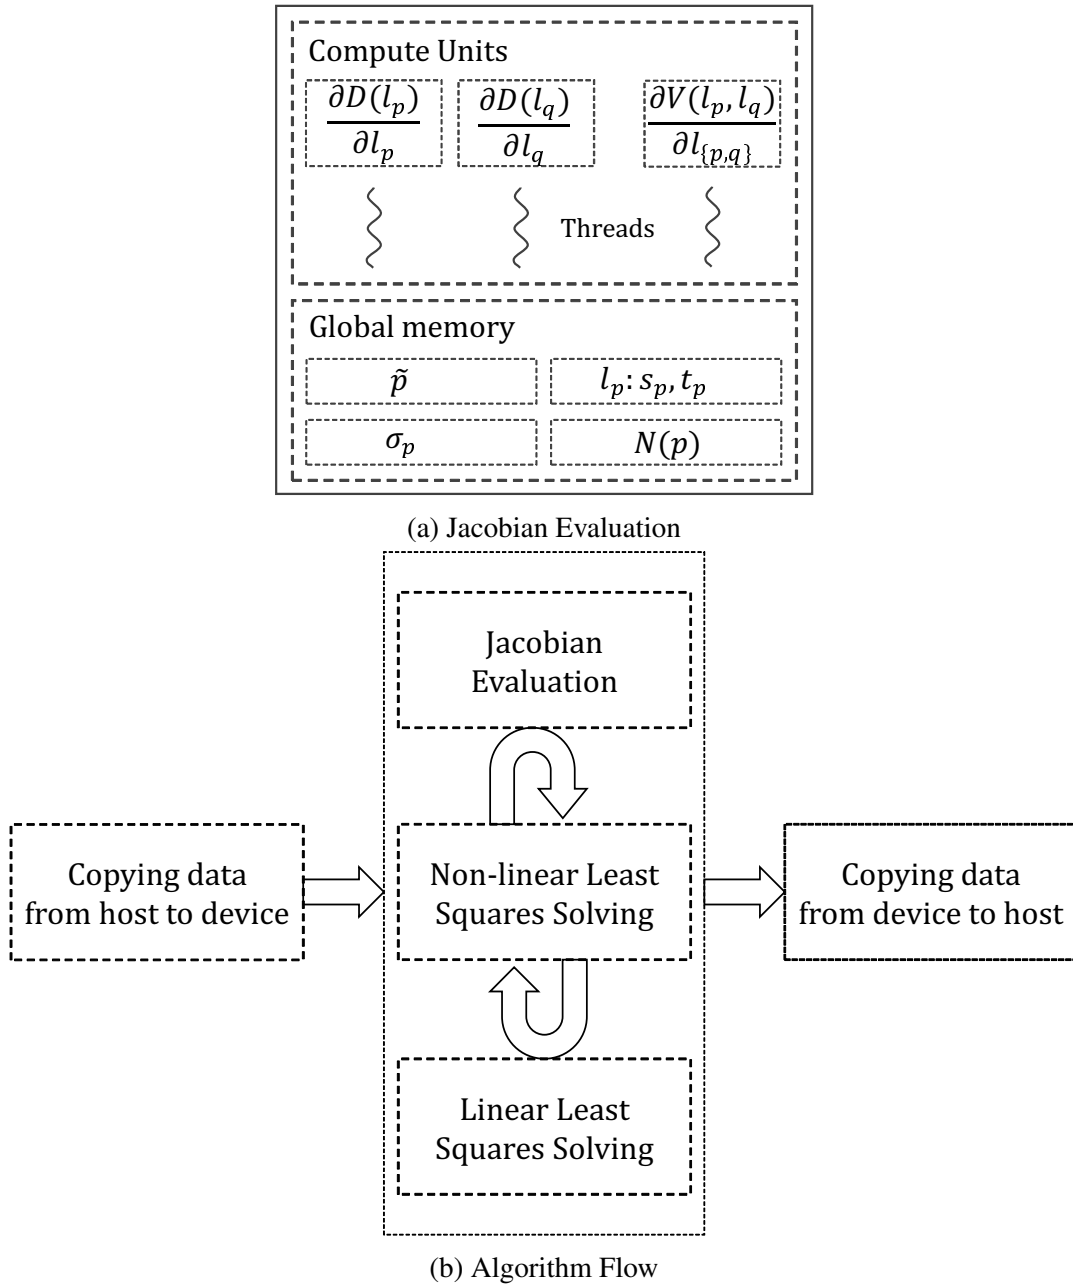 Compute Units
∂D(l_p)/∂l_p ∂D(l_q)/∂l_q ∂V(l_p, l_q)/∂l_{p,q}
Threads
Global memory
p̃ l_p: s_p, t_p
σ_p N(p)
(a) Jacobian Evaluation
Jacobian
Evaluation
Copying data
from host to device
Non-linear Least
Squares Solving
Copying data
from device to host
Linear Least
Squares Solving
(b) Algorithm Flow